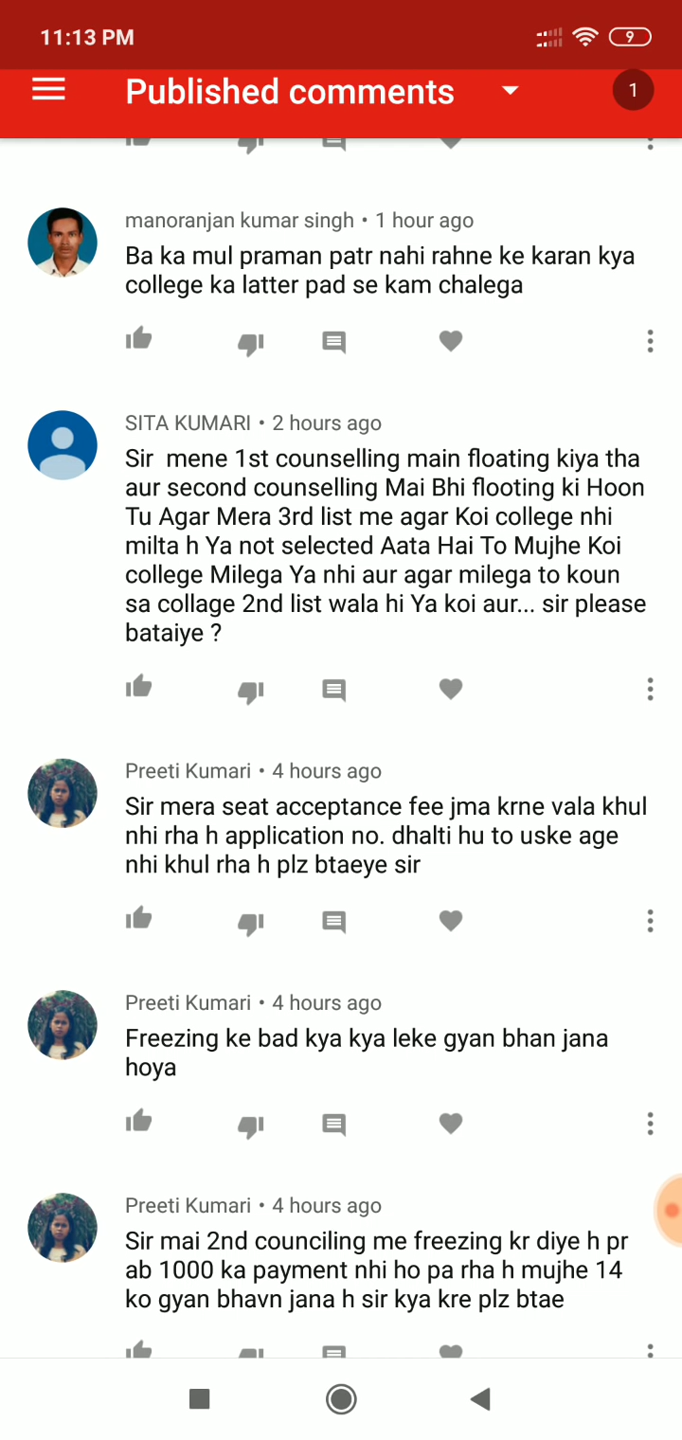 11:13 PM
9
Published comments
1
manoranjan kumar singh • 1 hour ago
Ba ka mul praman patr nahi rahne ke karan kya
college ka latter pad se kam chalega
SITA KUMARI • 2 hours ago
Sir mene 1st counselling main floating kiya tha
aur second counselling Mai Bhi flooting ki Hoon
Tu Agar Mera 3rd list me agar Koi college nhi
milta h Ya not selected Aata Hai To Mujhe Koi
college Milega Ya nhi aur agar milega to koun
sa collage 2nd list wala hi Ya koi aur... sir please
bataiye ?
Preeti Kumari • 4 hours ago
Sir mera seat acceptance fee jma krne vala khul
nhi rha h application no. dhalti hu to uske age
nhi khul rha h plz btaeye sir
Preeti Kumari • 4 hours ago
Freezing ke bad kya kya leke gyan bhan jana
hoya
Preeti Kumari • 4 hours ago
Sir mai 2nd counciling me freezing kr diye h pr
ab 1000 ka payment nhi ho pa rha h mujhe 14
ko gyan bhavn jana h sir kya kre plz btae